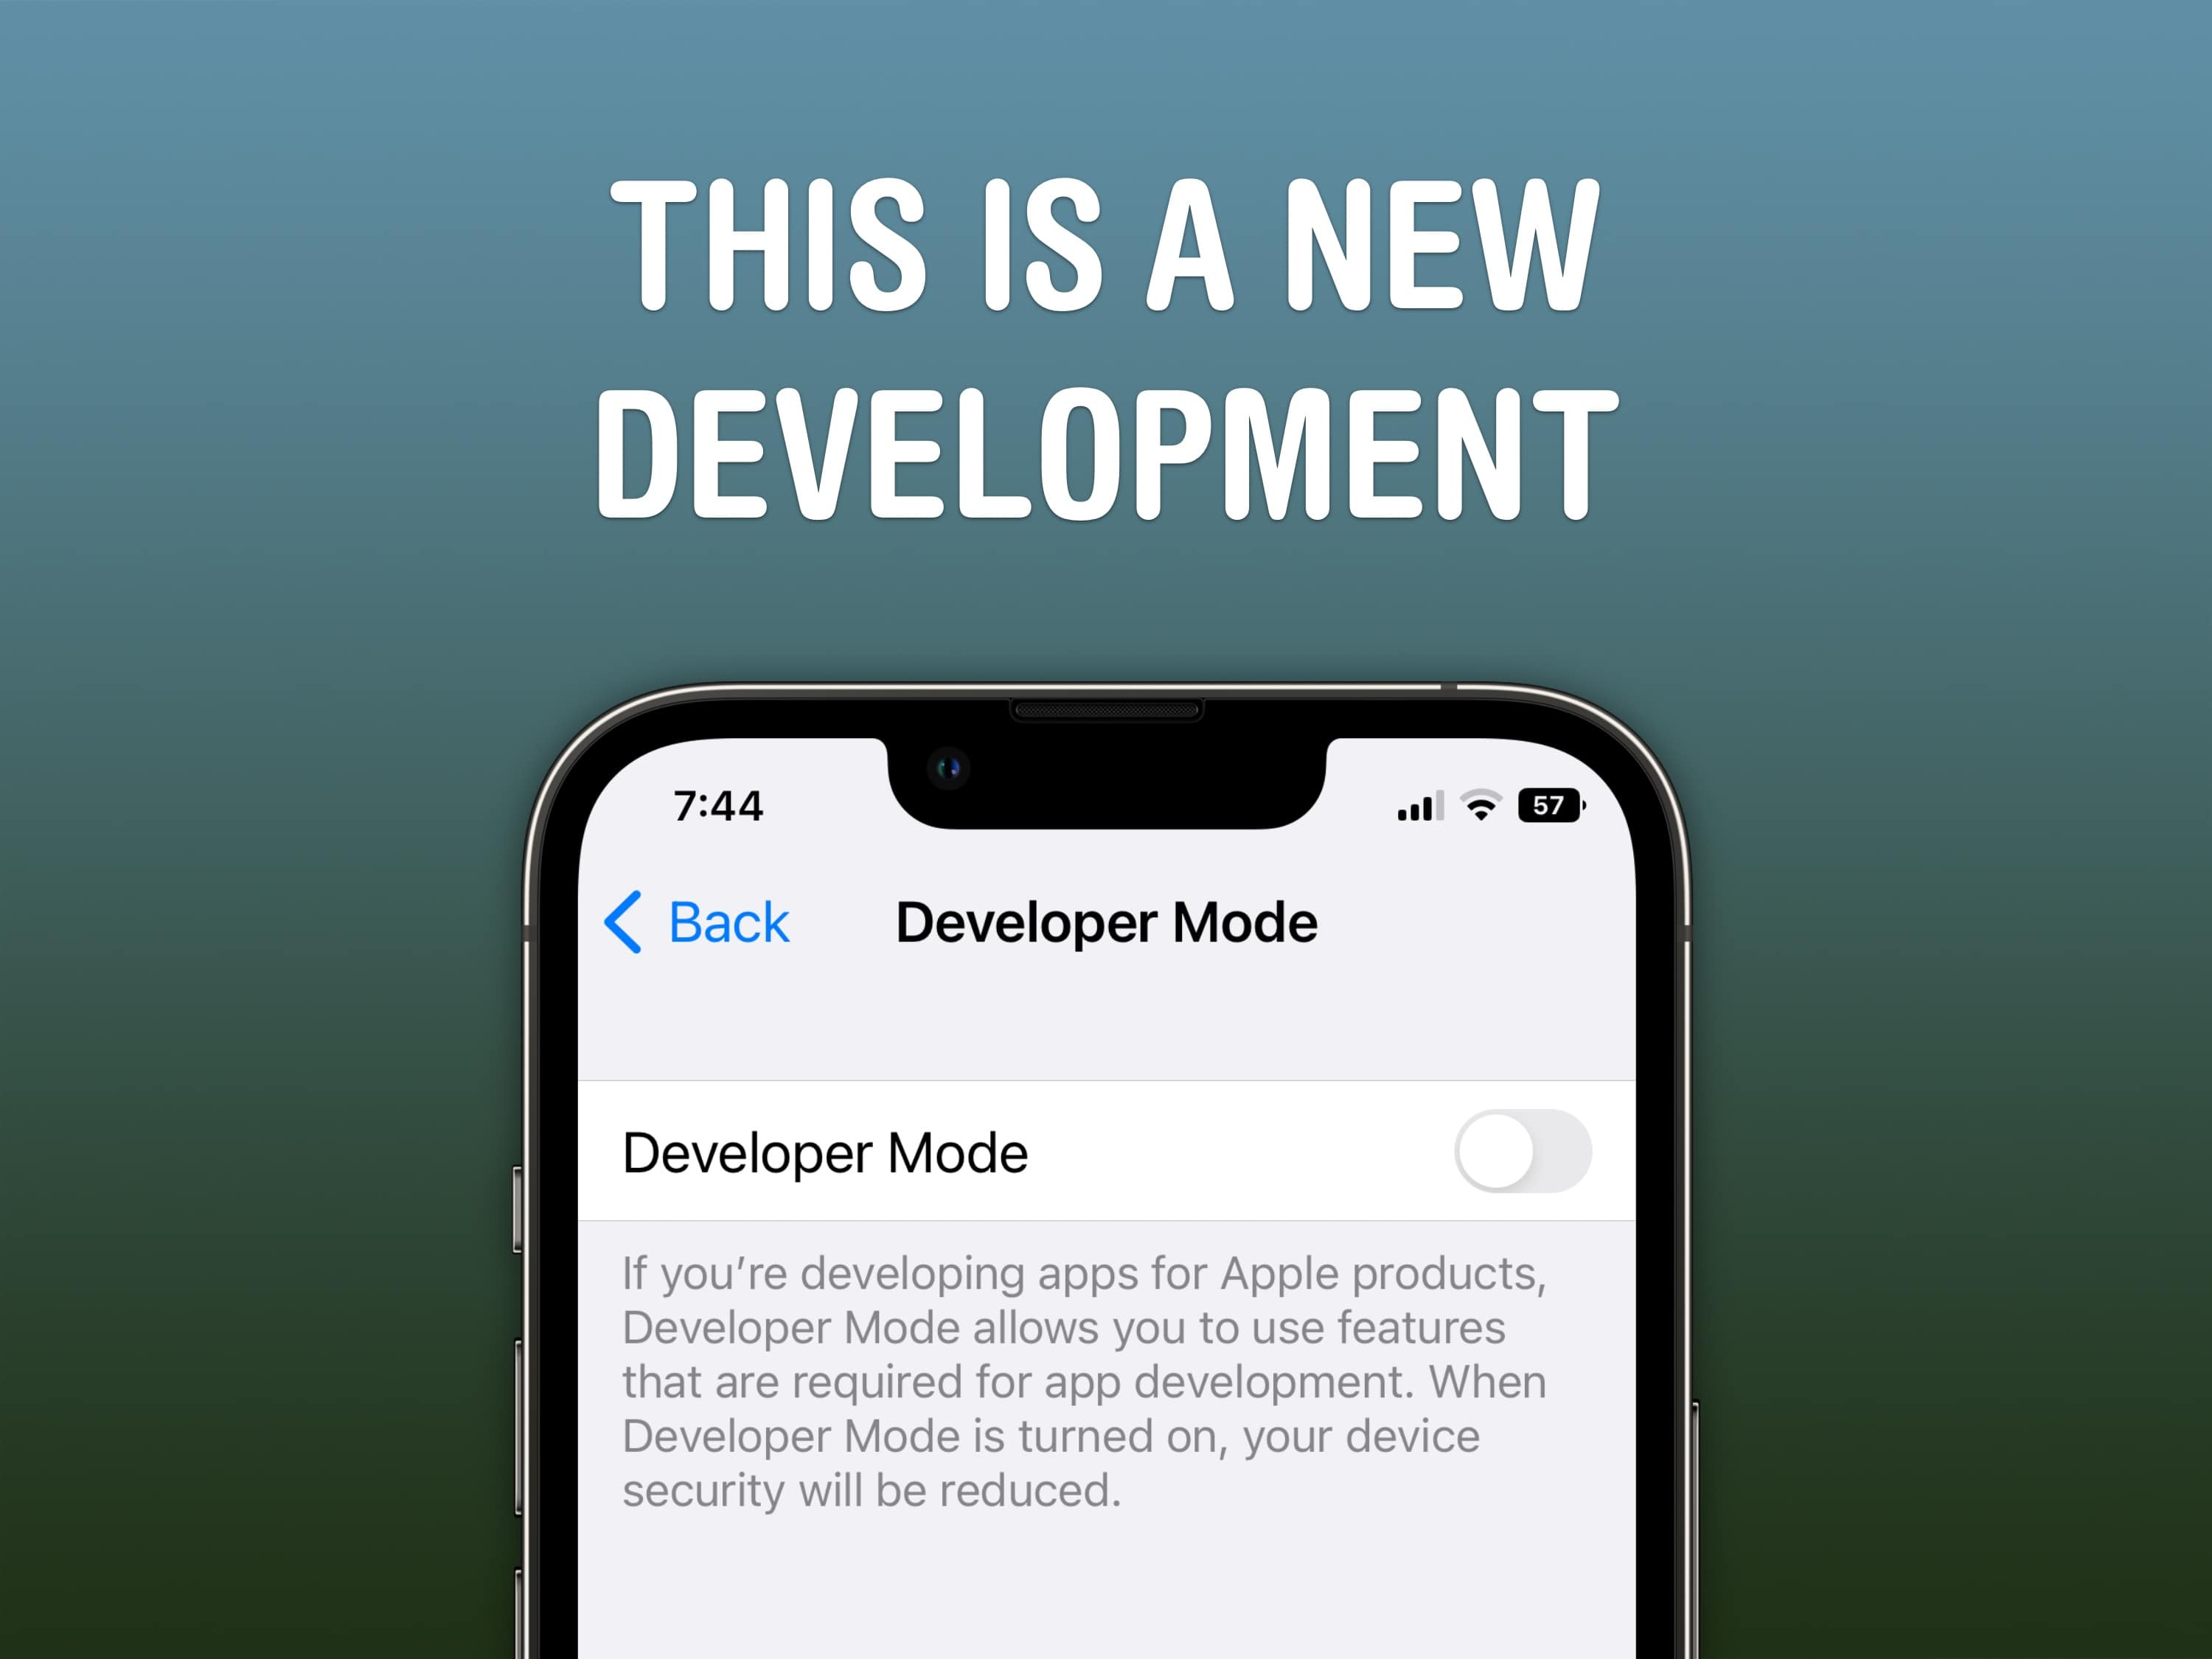 THIS IS A NEW
DEVELOPMENT
7:44
57
Back
Developer Mode
Developer Mode
If you’re developing apps for Apple products,
Developer Mode allows you to use features
that are required for app development. When
Developer Mode is turned on, your device
security will be reduced.